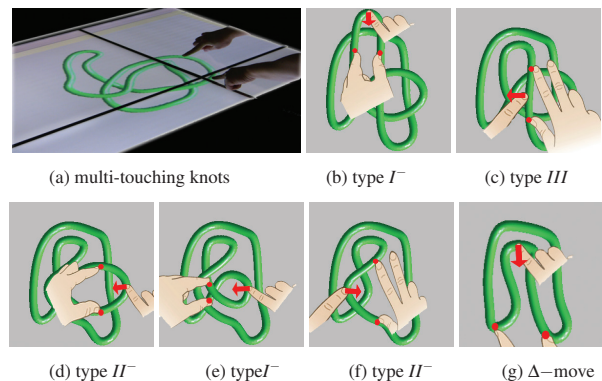 (a) multi-touching knots
(b) type I⁻
(c) type III
(d) type II⁻
(e) typeI⁻
(f) type II⁻
(g) Δ−move